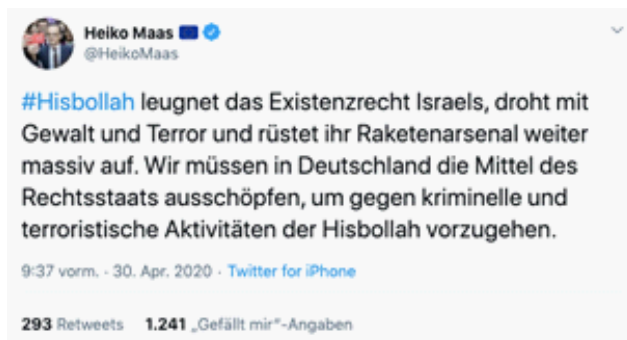 Heiko Maas
@HeikoMaas
#Hisbollah leugnet das Existenzrecht Israels, droht mit
Gewalt und Terror und rüstet ihr Raketenarsenal weiter
massiv auf. Wir müssen in Deutschland die Mittel des
Rechtsstaats ausschöpfen, um gegen kriminelle und
terroristische Aktivitäten der Hisbollah vorzugehen.
9:37 vorm. · 30. Apr. 2020 · Twitter for iPhone
293 Retweets 1.241 „Gefällt mir“-Angaben